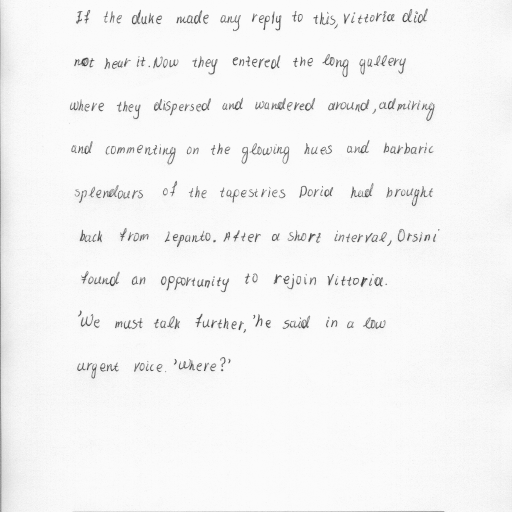 If the duke made any reply to this, Vittoria did
not hear it. Now they entered the long gallery
where they dispersed and wandered around, admiring
and commenting on the glowing hues and barbaric
splendours of the tapestries Doria had brought
back from Lepanto. After a short interval, Orsini
found an opportunity to rejoin Vittoria.
'We must talk further,' he said in a low
urgent voice. 'Where?'